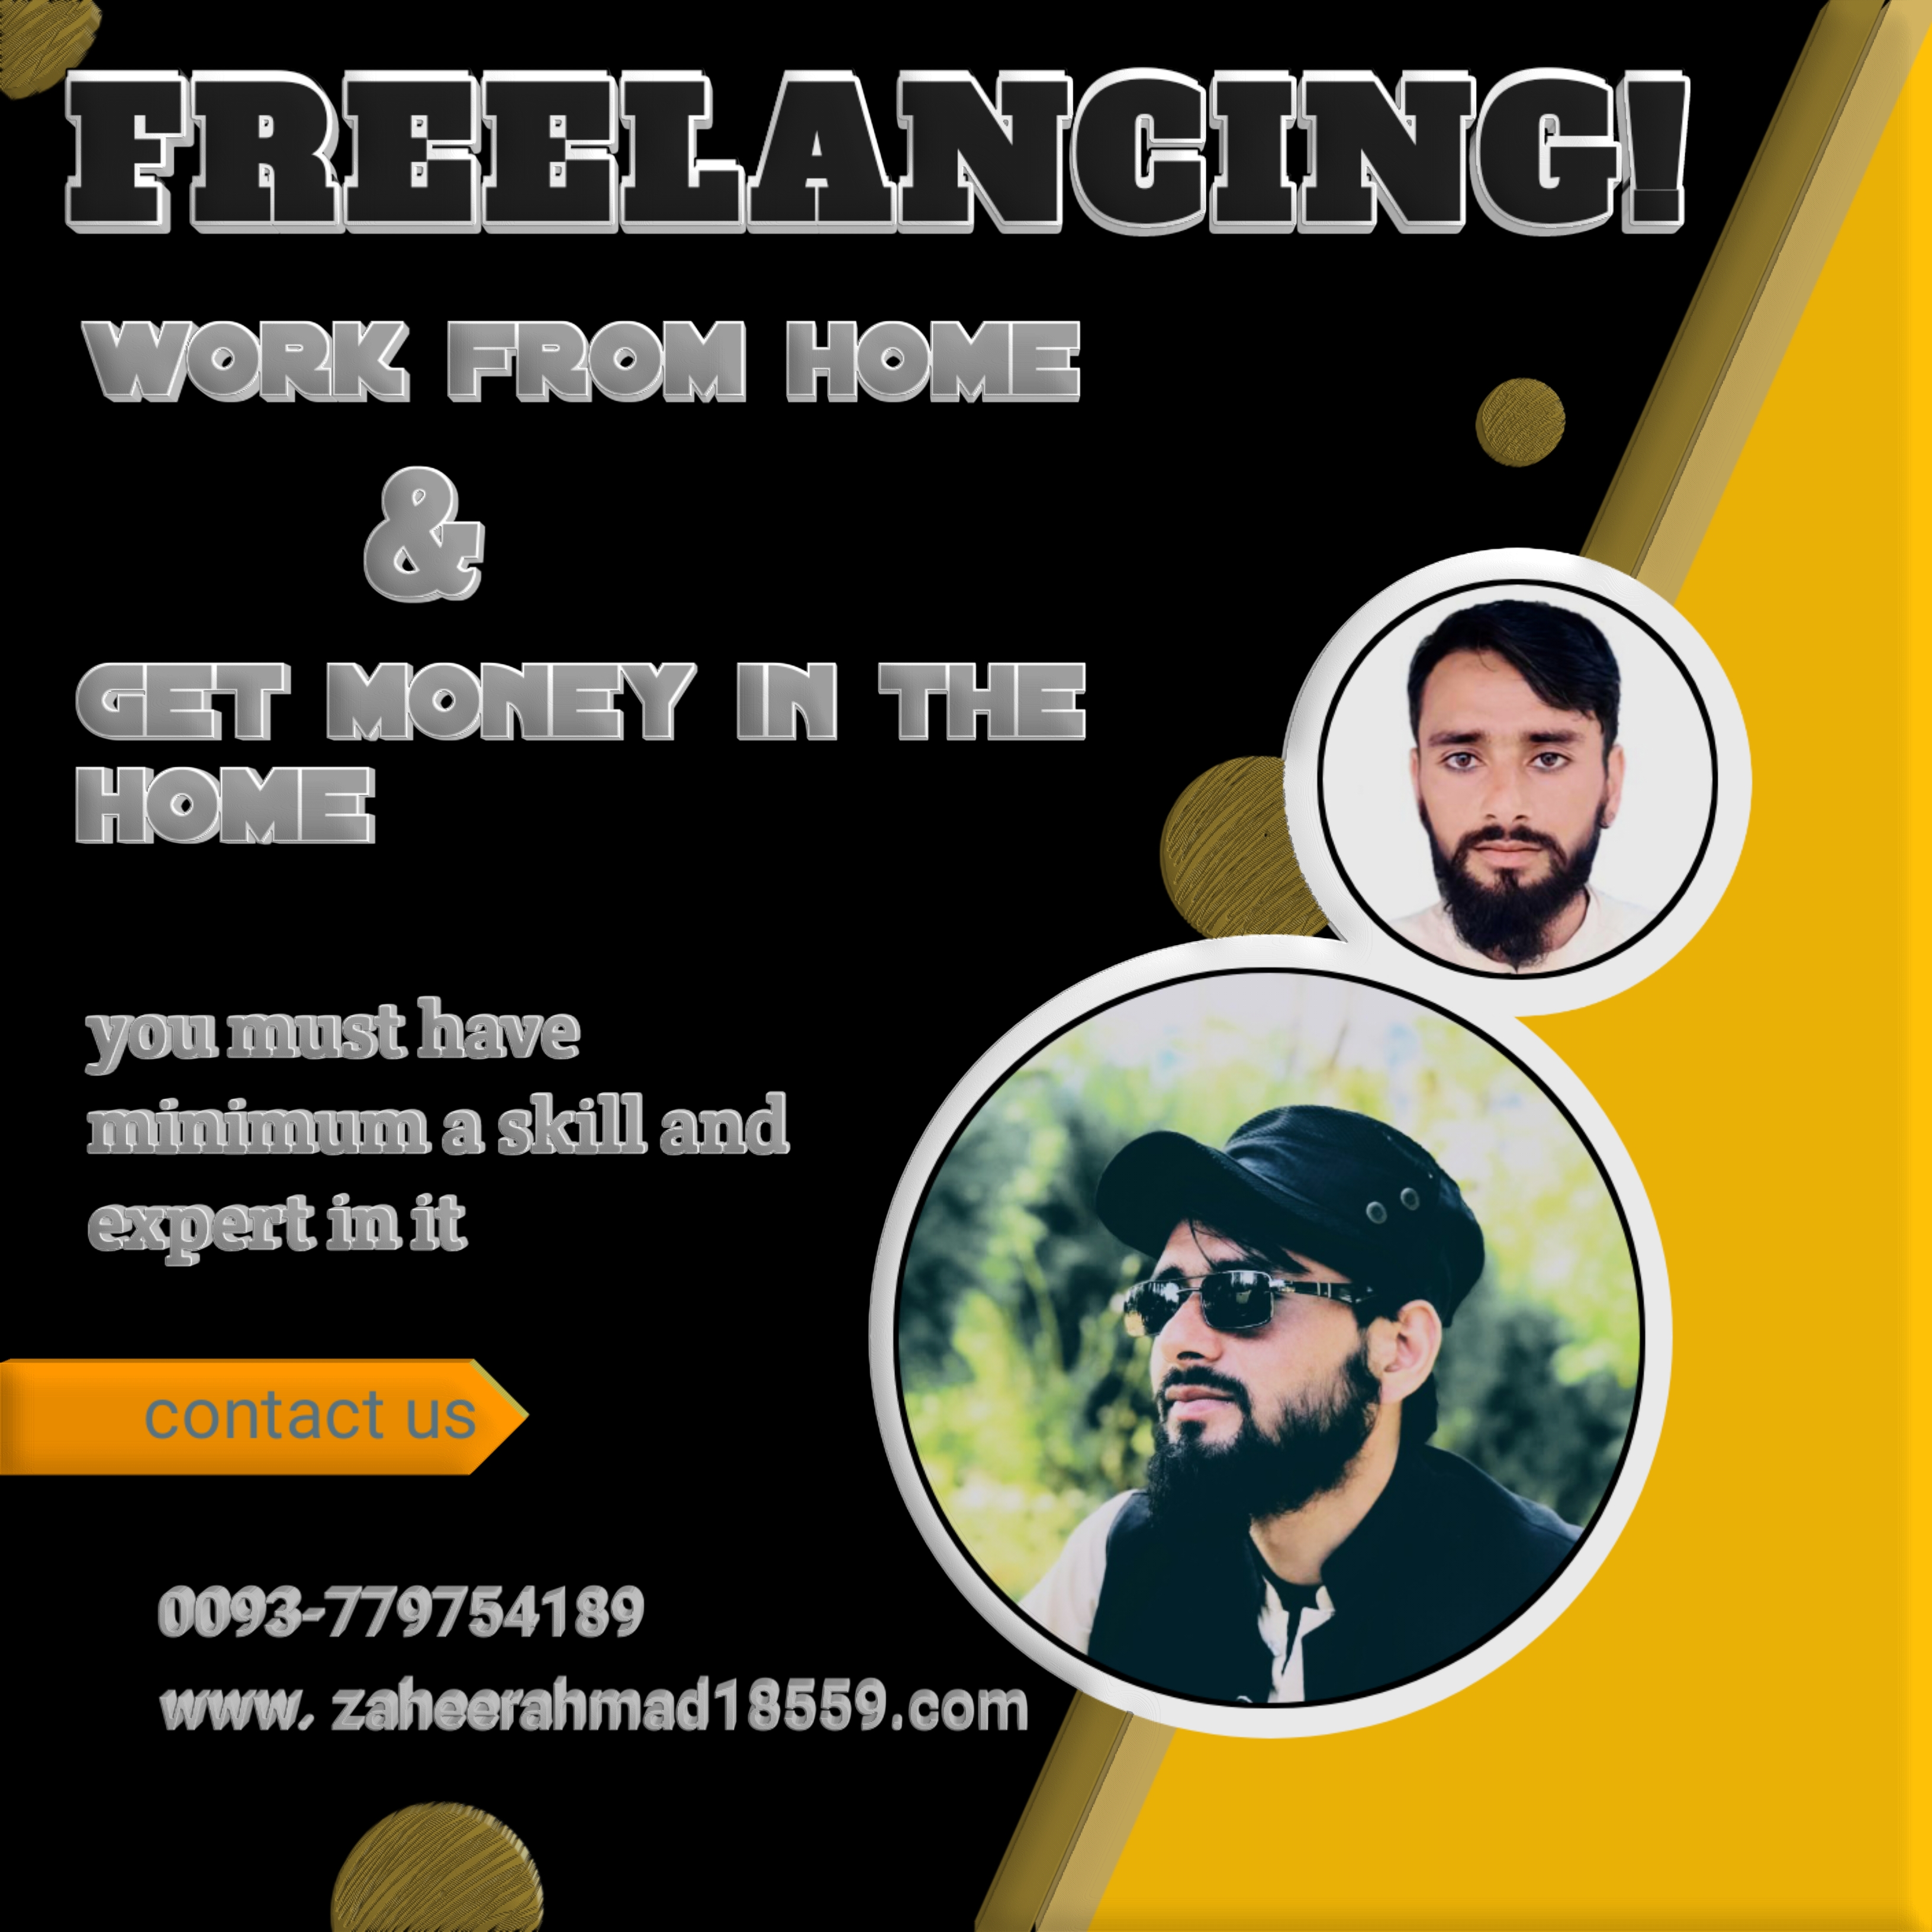 FREELANCING!
WORK FROM HOME
&
GET MONEY IN THE
HOME
you must have
minimum a skill and
expert in it
contact us
0093-779754189
www. zaheerahmad18559.com